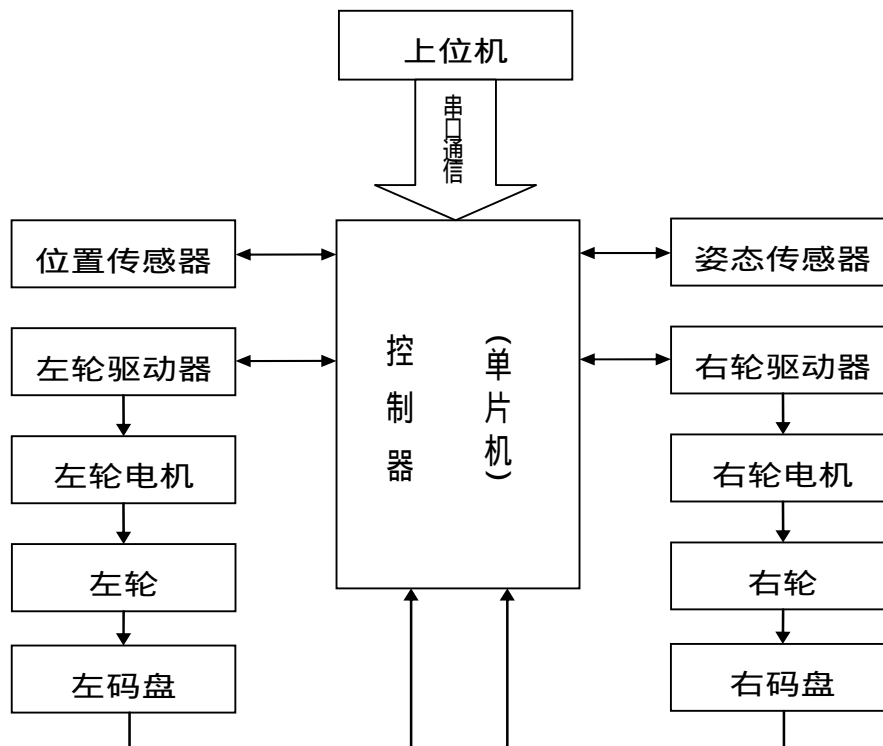 上位机
串口通信
位置传感器
姿态传感器
控制器
(单片机)
左轮驱动器
右轮驱动器
左轮电机
右轮电机
左轮
右轮
左码盘
右码盘